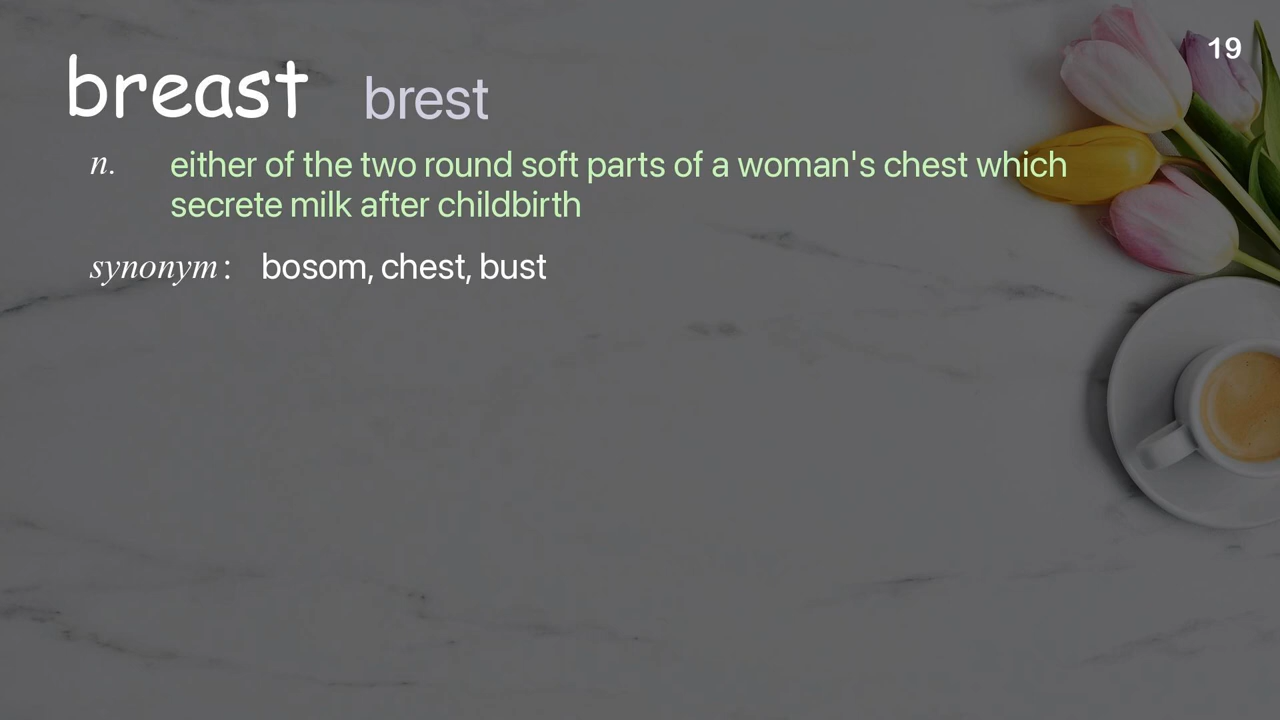 19
breast brest
n. either of the two round soft parts of a woman's chest which
secrete milk after childbirth
synonym: bosom, chest, bust